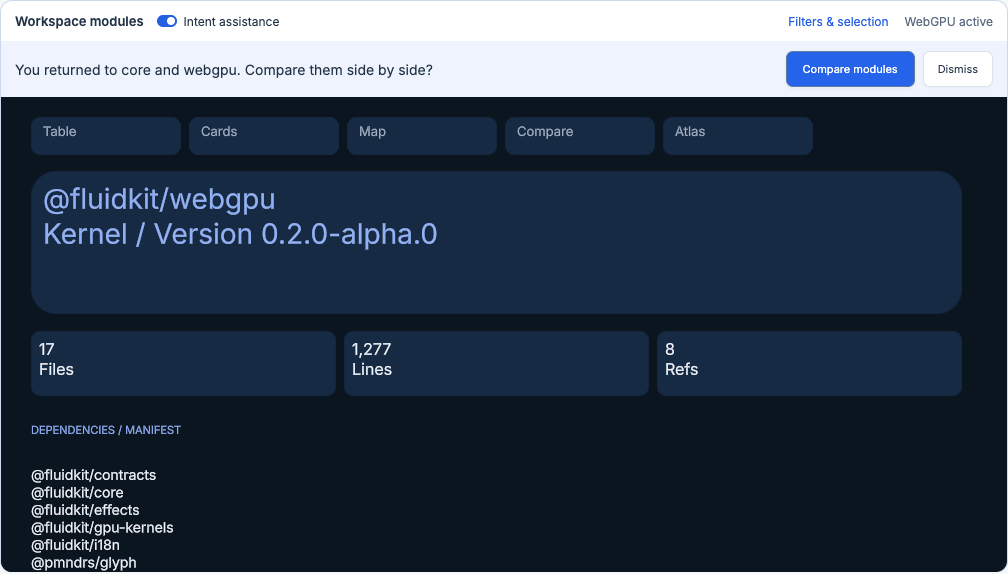 Workspace modules
Intent assistance
Filters & selection
WebGPU active
You returned to core and webgpu. Compare them side by side?
Compare modules
Dismiss
Table
Cards
Map
Compare
Atlas
@fluidkit/webgpu
Kernel / Version 0.2.0-alpha.0
17
Files
1,277
Lines
8
Refs
DEPENDENCIES / MANIFEST
@fluidkit/contracts
@fluidkit/core
@fluidkit/effects
@fluidkit/gpu-kernels
@fluidkit/i18n
@pmndrs/glyph